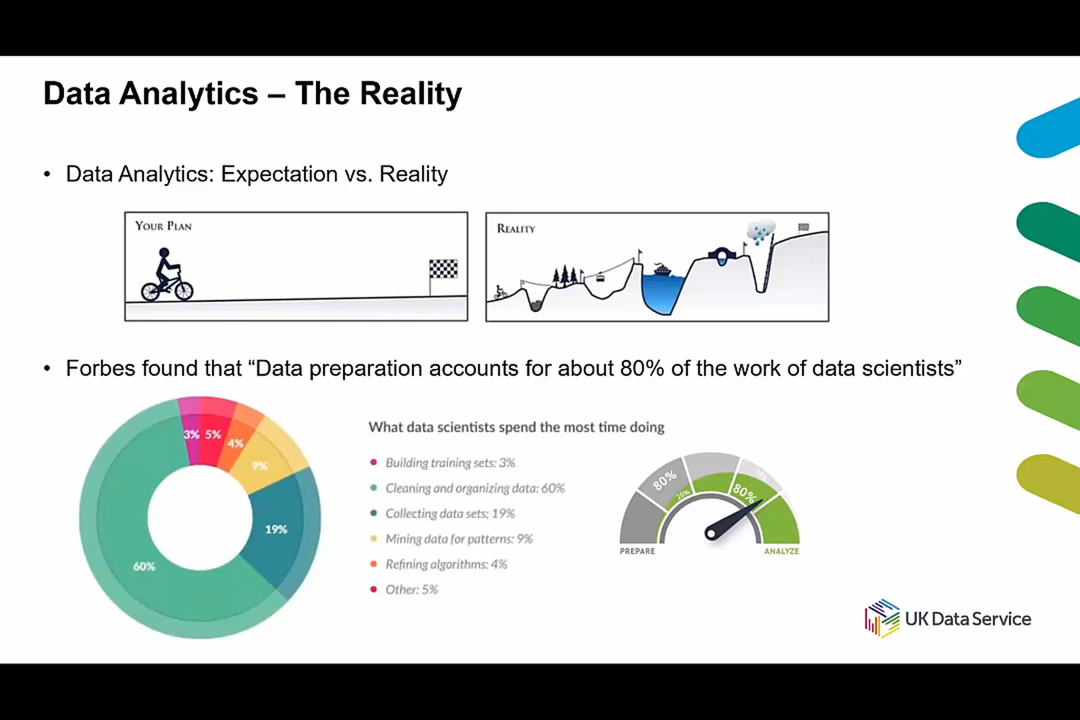 Data Analytics – The Reality
• Data Analytics: Expectation vs. Reality
YOUR PLAN
REALITY
• Forbes found that “Data preparation accounts for about 80% of the work of data scientists”
3%
5%
4%
9%
19%
60%
What data scientists spend the most time doing
• Building training sets: 3%
• Cleaning and organizing data: 60%
• Collecting data sets; 19%
• Mining data for patterns: 9%
• Refining algorithms: 4%
• Other: 5%
80%
20%
80%
PREPARE
ANALYZE
UK Data Service